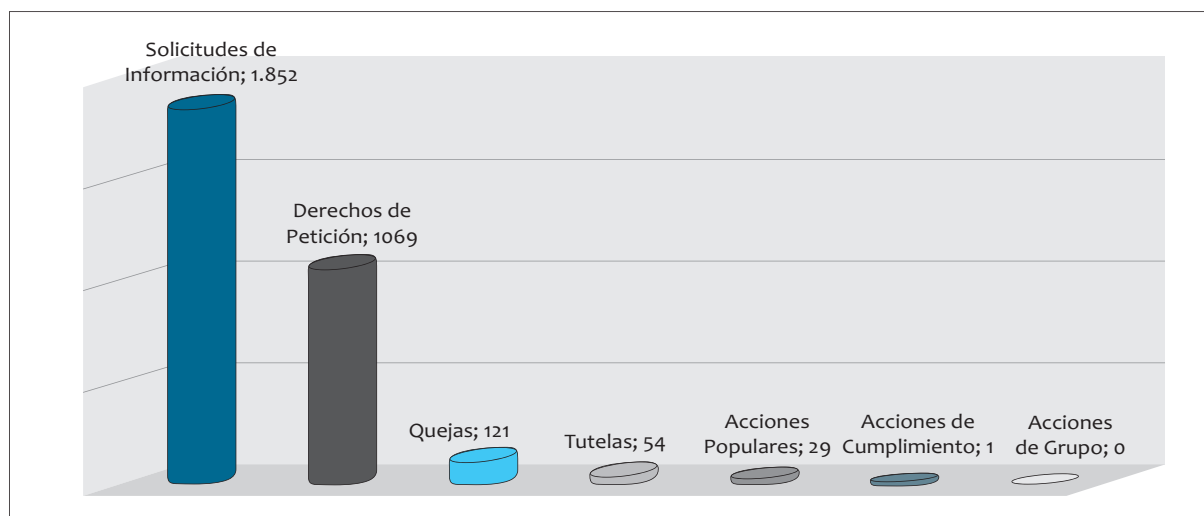 Solicitudes de
Información; 1.852
Derechos de
Petición; 1069
Quejas; 121
Tutelas; 54
Acciones
Populares; 29
Acciones de
Cumplimiento; 1
Acciones
de Grupo; 0